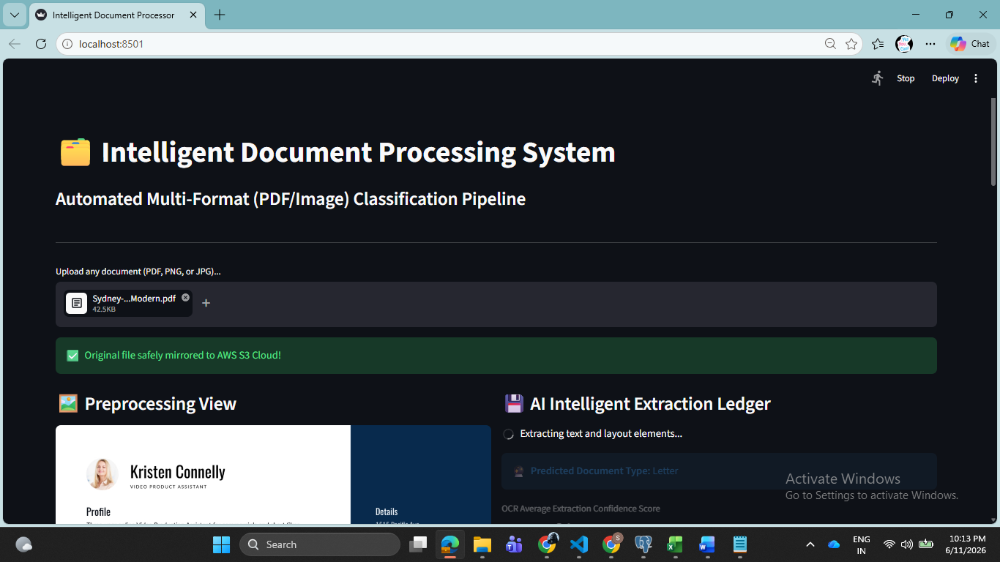 Intelligent Document Processor
localhost:8501
Chat
Stop
Deploy
🗂️ Intelligent Document Processing System
Automated Multi-Format (PDF/Image) Classification Pipeline
Upload any document (PDF, PNG, or JPG)...
Sydney-...Modern.pdf
42.5KB
✅ Original file safely mirrored to AWS S3 Cloud!
🖼️ Preprocessing View
Kristen Connelly
VIDEO PRODUCT ASSISTANT
Profile
Details
💾 AI Intelligent Extraction Ledger
Extracting text and layout elements...
Predicted Document Type: Letter
OCR Average Extraction Confidence Score
Activate Windows
Go to Settings to activate Windows.
Search
ENG
IN
10:13 PM
6/11/2026